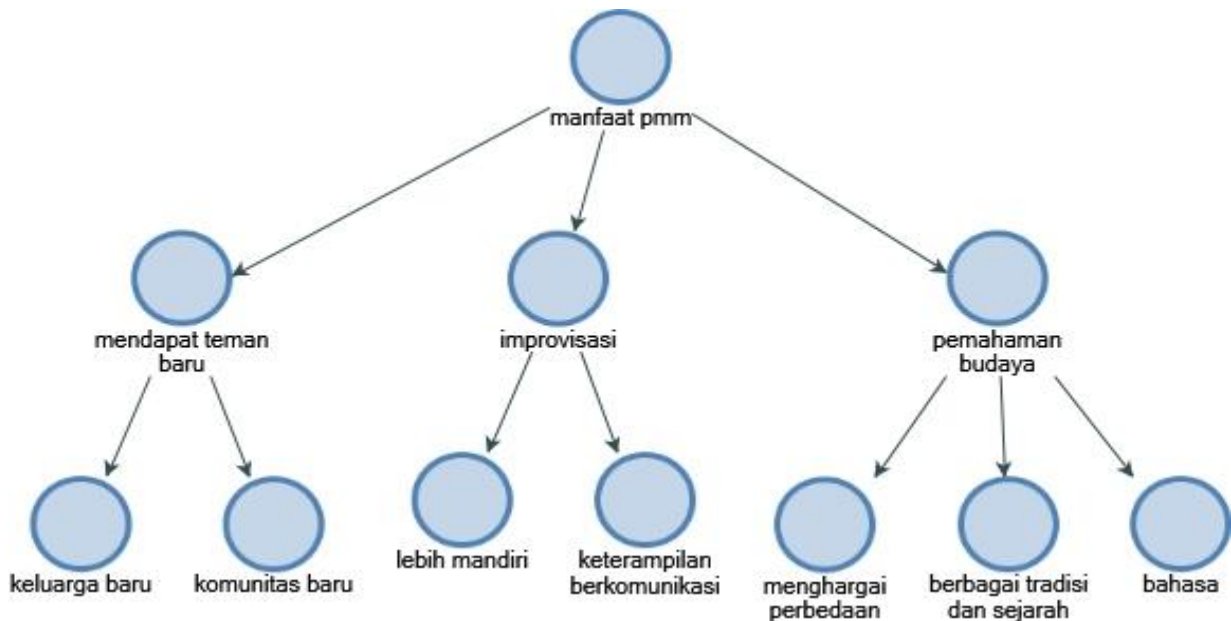 manfaat pmm
mendapat teman
baru
improvisasi
pemahaman
budaya
keluarga baru
komunitas baru
lebih mandiri
keterampilan
berkomunikasi
menghargai
perbedaan
berbagai tradisi
dan sejarah
bahasa